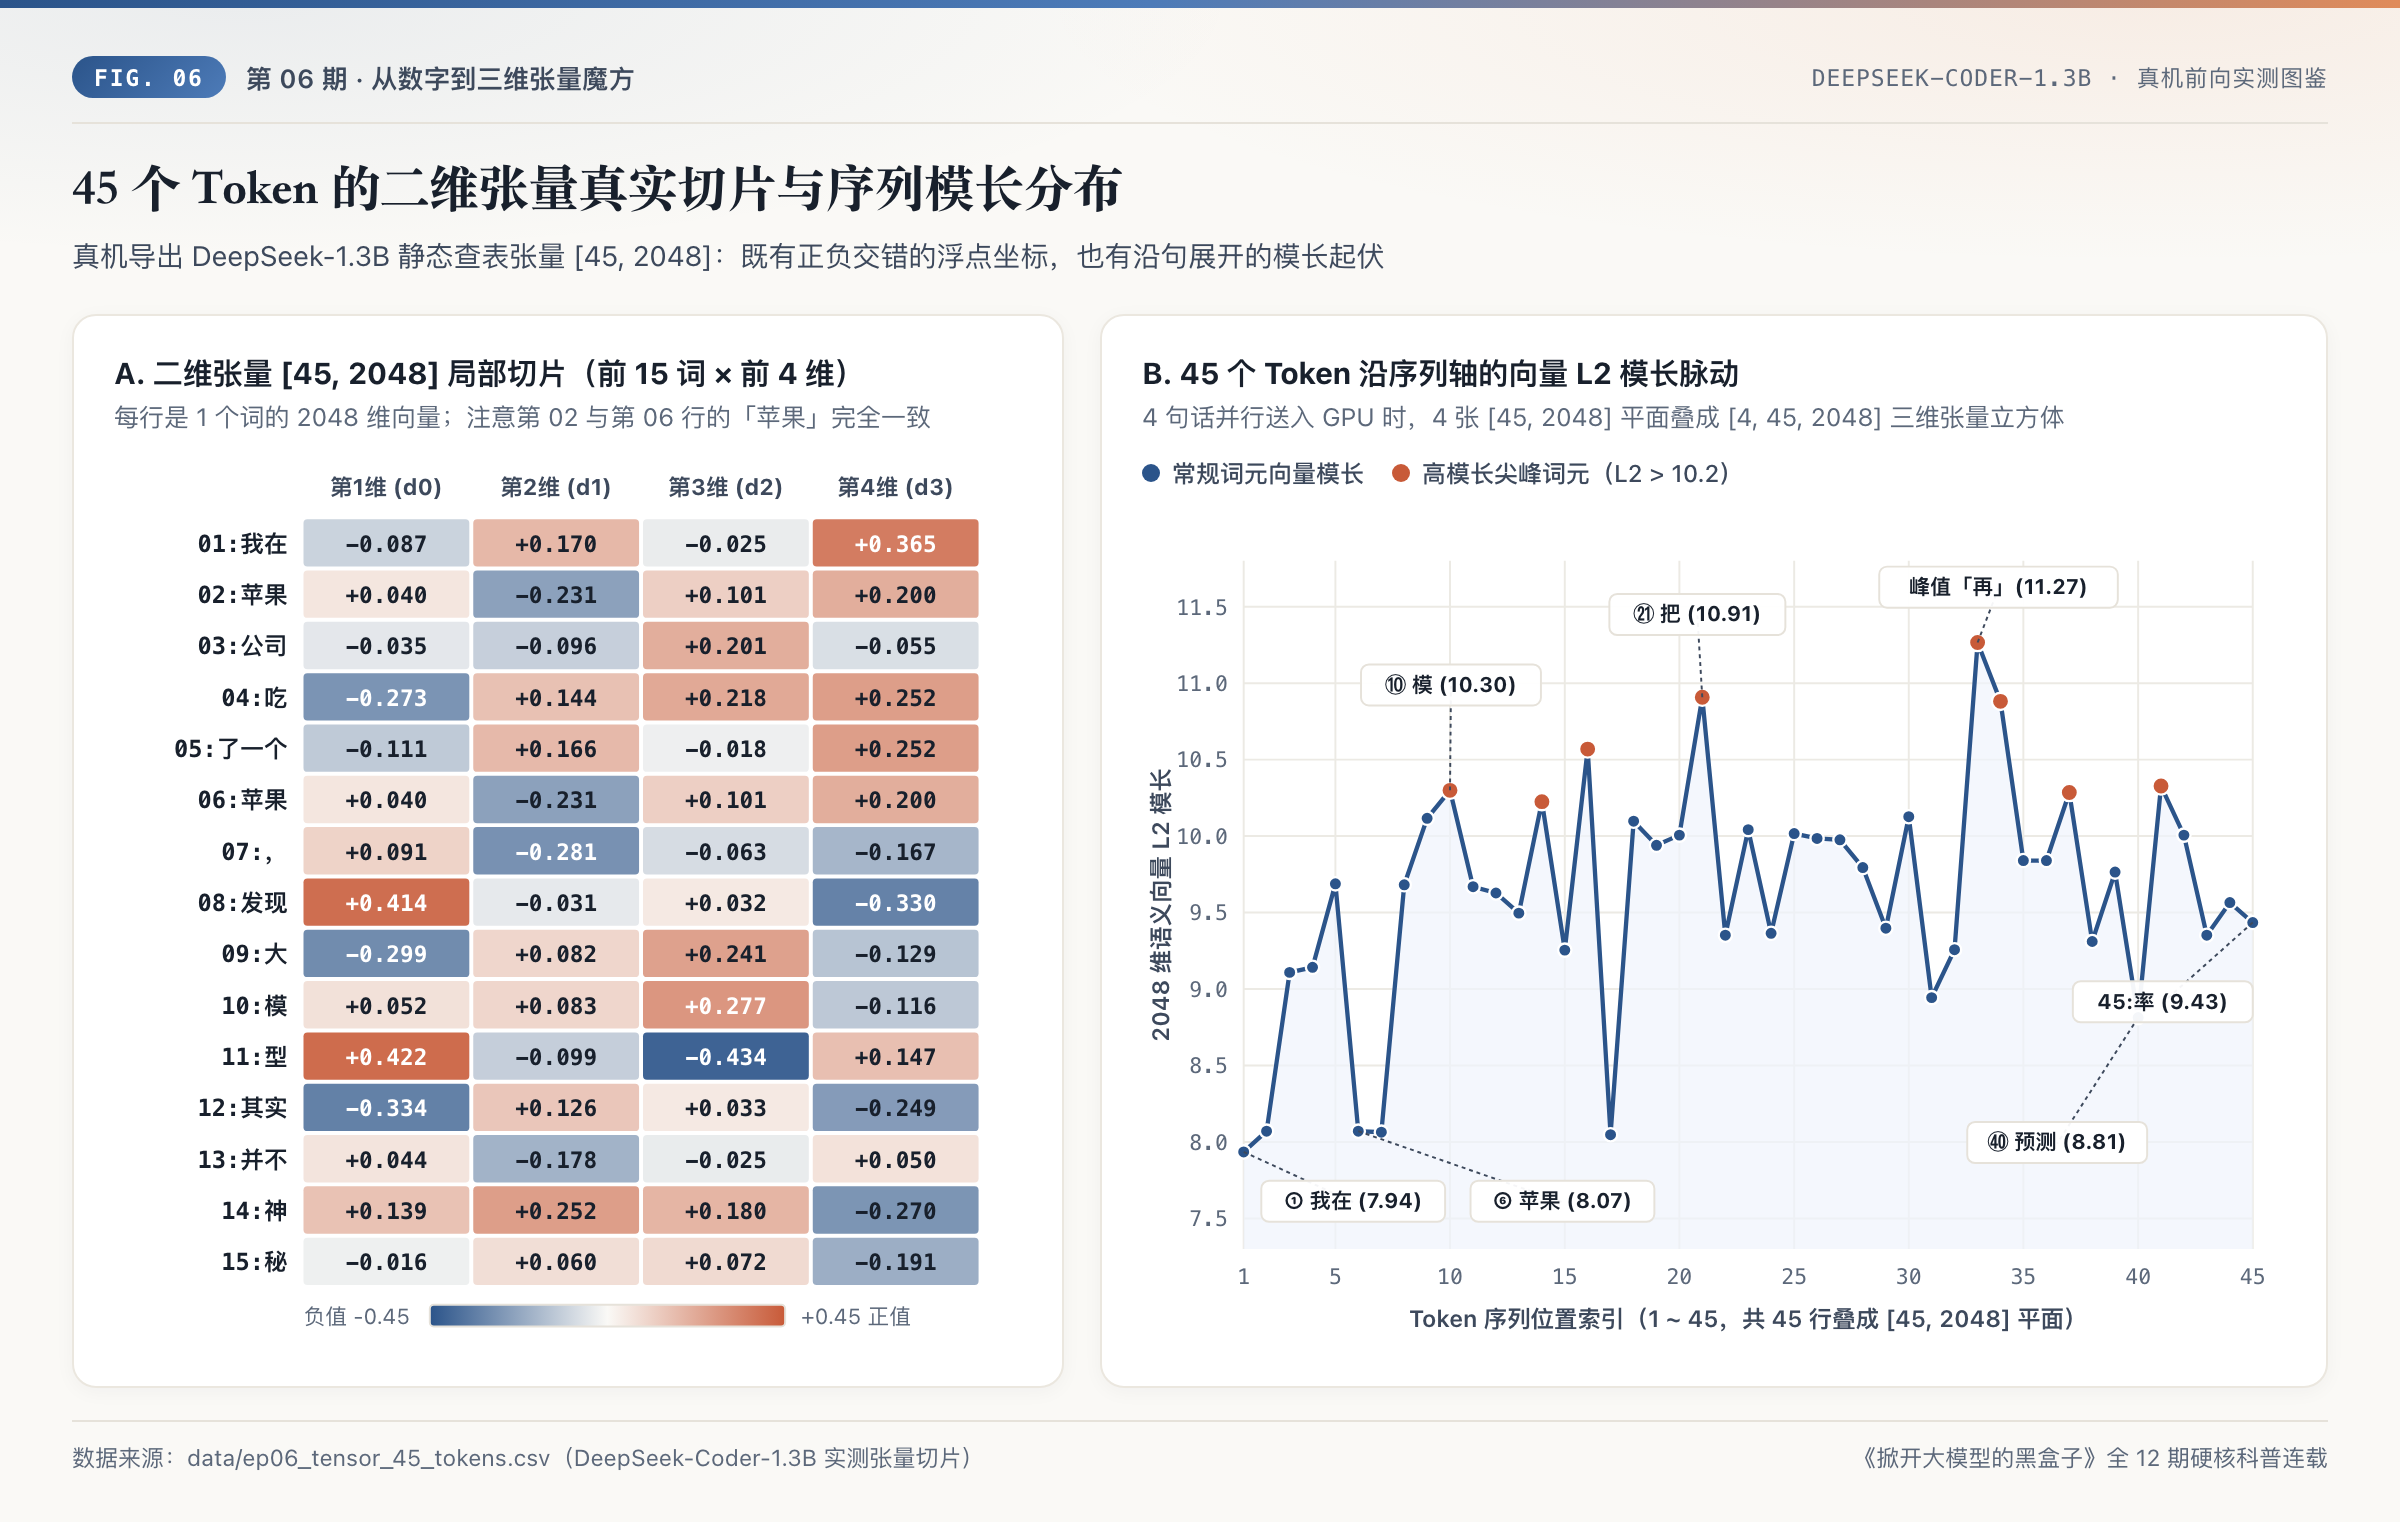 FIG. 06 第 06 期 · 从数字到三维张量魔方
DEEPSEEK-CODER-1.3B · 真机前向实测图鉴
45 个 Token 的二维张量真实切片与序列模长分布
真机导出 DeepSeek-1.3B 静态查表张量 [45, 2048]：既有正负交错的浮点坐标，也有沿句展开的模长起伏
A. 二维张量 [45, 2048] 局部切片（前 15 词 × 前 4 维）
每行是 1 个词的 2048 维向量；注意第 02 与第 06 行的「苹果」完全一致
第1维 (d0) 第2维 (d1) 第3维 (d2) 第4维 (d3)
01:我在 −0.087 +0.170 −0.025 +0.365
02:苹果 +0.040 −0.231 +0.101 +0.200
03:公司 −0.035 −0.096 +0.201 −0.055
04:吃 −0.273 +0.144 +0.218 +0.252
05:了一个 −0.111 +0.166 −0.018 +0.252
06:苹果 +0.040 −0.231 +0.101 +0.200
07:， +0.091 −0.281 −0.063 −0.167
08:发现 +0.414 −0.031 +0.032 −0.330
09:大 −0.299 +0.082 +0.241 −0.129
10:模 +0.052 +0.083 +0.277 −0.116
11:型 +0.422 −0.099 −0.434 +0.147
12:其实 −0.334 +0.126 +0.033 −0.249
13:并不 +0.044 −0.178 −0.025 +0.050
14:神 +0.139 +0.252 +0.180 −0.270
15:秘 −0.016 +0.060 +0.072 −0.191
负值 -0.45 +0.45 正值
B. 45 个 Token 沿序列轴的向量 L2 模长脉动
4 句话并行送入 GPU 时，4 张 [45, 2048] 平面叠成 [4, 45, 2048] 三维张量立方体
常规词元向量模长 高模长尖峰词元（L2 > 10.2）
2048 维语义向量 L2 模长
11.5
11.0
10.5
10.0
9.5
9.0
8.5
8.0
7.5
峰值「再」(11.27)
㉑ 把 (10.91)
⑩ 模 (10.30)
45:率 (9.43)
㊵ 预测 (8.81)
① 我在 (7.94)
⑥ 苹果 (8.07)
1 5 10 15 20 25 30 35 40 45
Token 序列位置索引（1 ~ 45，共 45 行叠成 [45, 2048] 平面）
数据来源：data/ep06_tensor_45_tokens.csv（DeepSeek-Coder-1.3B 实测张量切片）
《掀开大模型的黑盒子》全 12 期硬核科普连载